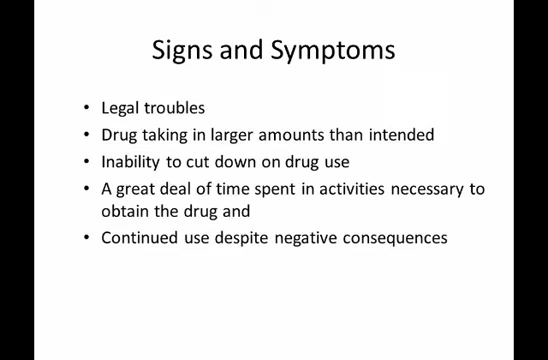 Signs and Symptoms
• Legal troubles
• Drug taking in larger amounts than intended
• Inability to cut down on drug use
• A great deal of time spent in activities necessary to
obtain the drug and
• Continued use despite negative consequences